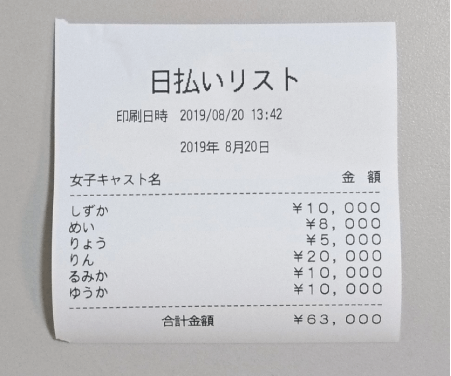 日払いリスト
印刷日時 2019/08/20 13:42
2019年 8月20日
女子キャスト名 金 額
しずか ¥10,000
めい ¥8,000
りょう ¥5,000
りん ¥20,000
るみか ¥10,000
ゆうか ¥10,000
合計金額 ¥63,000